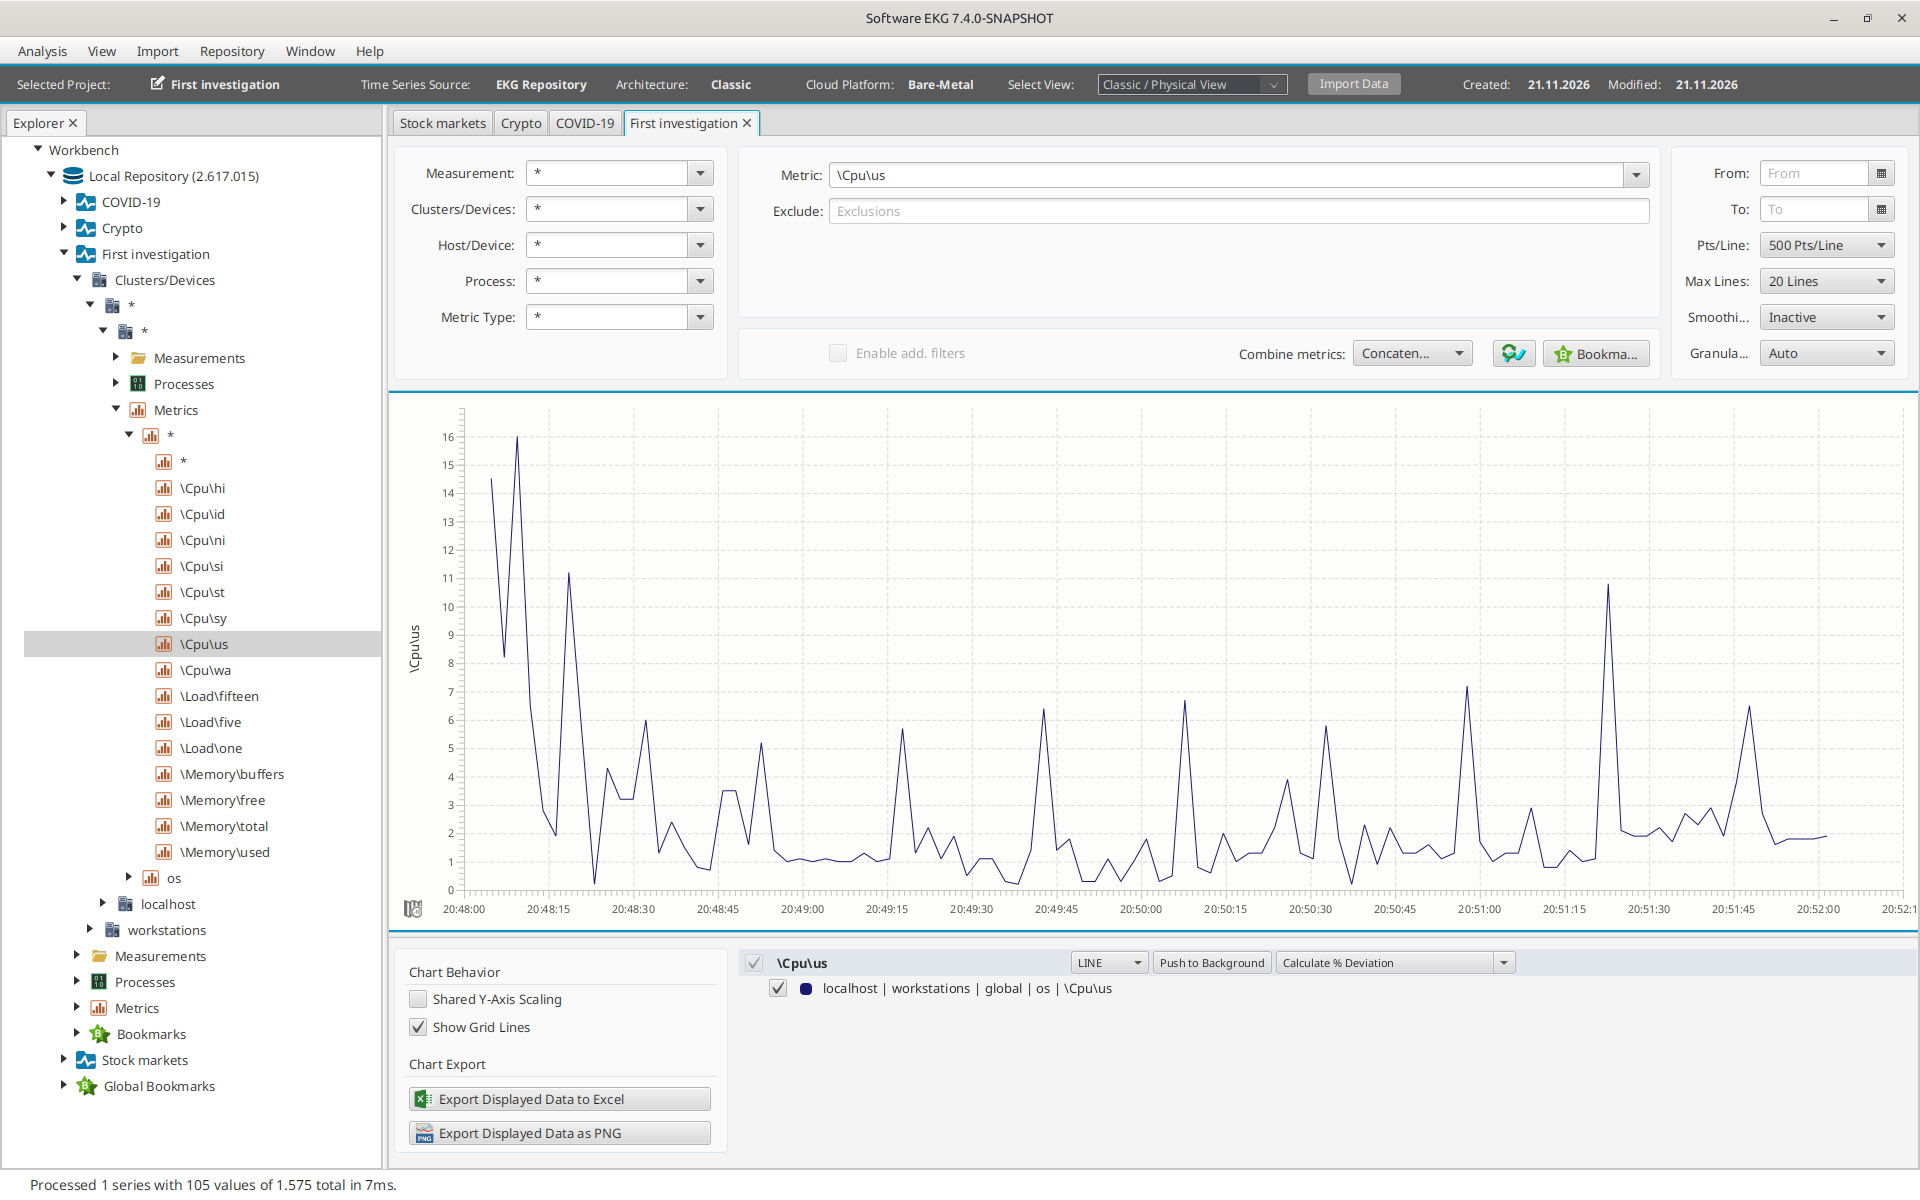 Software EKG 7.4.0-SNAPSHOT
Analysis View Import Repository Window Help
Selected Project: First investigation Time Series Source: EKG Repository Architecture: Classic Cloud Platform: Bare-Metal Select View: Classic / Physical View Import Data Created: 21.11.2026 Modified: 21.11.2026
Explorer
Workbench
Local Repository (2.617.015)
COVID-19
Crypto
First investigation
Clusters/Devices
*
*
Measurements
Processes
Metrics
*
*
\Cpu\hi
\Cpu\id
\Cpu\ni
\Cpu\si
\Cpu\st
\Cpu\sy
\Cpu\us
\Cpu\wa
\Load\fifteen
\Load\five
\Load\one
\Memory\buffers
\Memory\free
\Memory\total
\Memory\used
os
localhost
workstations
Measurements
Processes
Metrics
Bookmarks
Stock markets
Global Bookmarks
Stock markets Crypto COVID-19 First investigation
Measurement: *
Clusters/Devices: *
Host/Device: *
Process: *
Metric Type: *
Metric: \Cpu\us
Exclude: Exclusions
Enable add. filters Combine metrics: Concaten... Bookma...
From: From
To: To
Pts/Line: 500 Pts/Line
Max Lines: 20 Lines
Smoothi... Inactive
Granula... Auto
\Cpu\us
16
15
14
13
12
11
10
9
8
7
6
5
4
3
2
1
0
20:48:00 20:48:15 20:48:30 20:48:45 20:49:00 20:49:15 20:49:30 20:49:45 20:50:00 20:50:15 20:50:30 20:50:45 20:51:00 20:51:15 20:51:30 20:51:45 20:52:00 20:52:1
Chart Behavior
Shared Y-Axis Scaling
Show Grid Lines
Chart Export
Export Displayed Data to Excel
PNG Export Displayed Data as PNG
\Cpu\us LINE Push to Background Calculate % Deviation
localhost | workstations | global | os | \Cpu\us
Processed 1 series with 105 values of 1.575 total in 7ms.